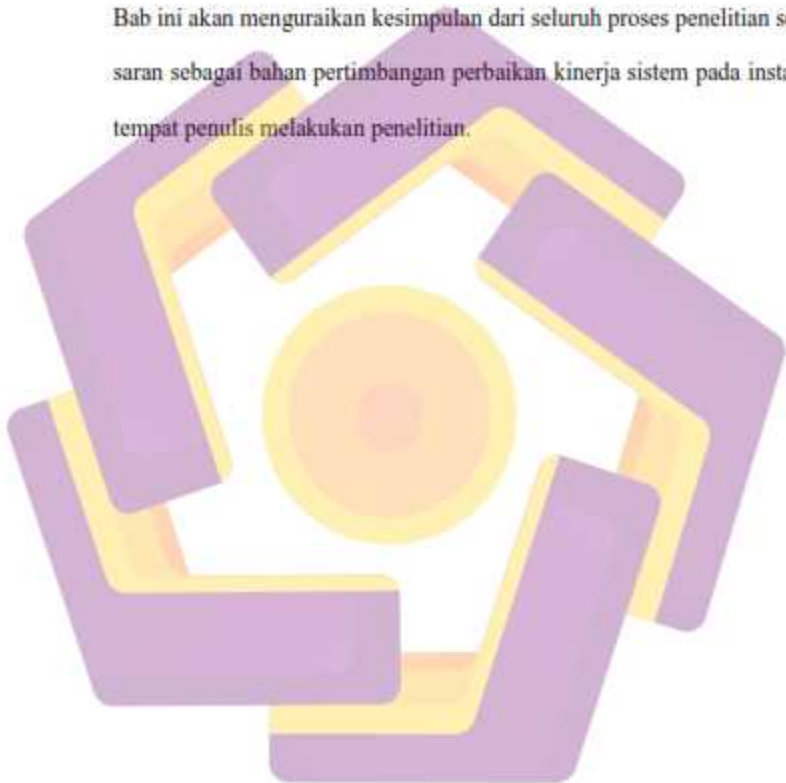 Bab ini akan menguraikan kesimpulan dari seluruh proses penelitian
saran sebagai bahan pertimbangan perbaikan kinerja sistem pada
tempat penulis melakukan penelitian.